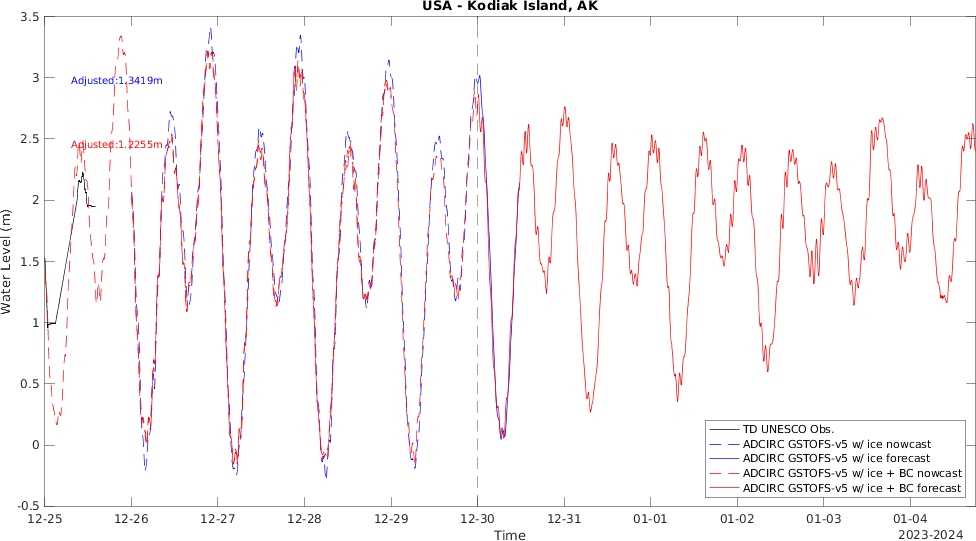 USA - Kodiak Island, AK
3.5
3
2.5
2
1.5
1
0.5
0
-0.5
Water Level (m)
Adjusted:1.3419m
Adjusted:1.2255m
TD UNESCO Obs.
ADCIRC GSTOFS-v5 w/ ice nowcast
ADCIRC GSTOFS-v5 w/ ice forecast
ADCIRC GSTOFS-v5 w/ ice + BC nowcast
ADCIRC GSTOFS-v5 w/ ice + BC forecast
12-25 12-26 12-27 12-28 12-29 12-30 12-31 01-01 01-02 01-03 01-04
Time
2023-2024